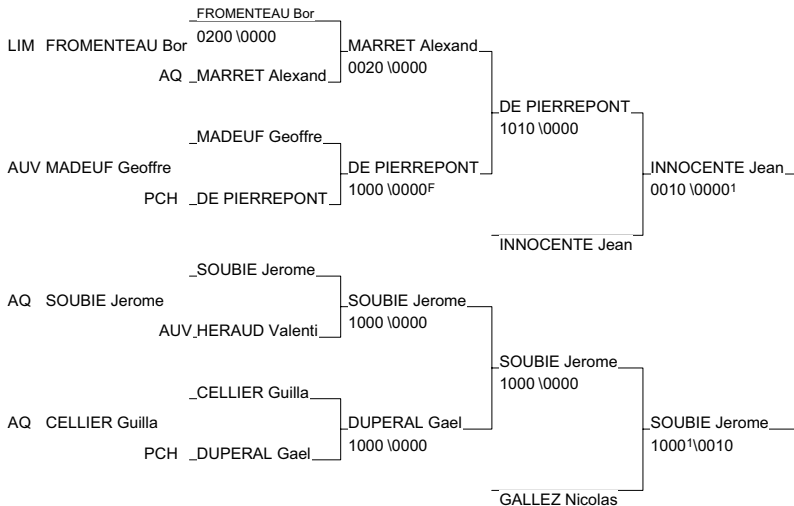 FROMENTEAU Bor
LIM FROMENTEAU Bor 0200 \0000 MARRET Alexand
AQ MARRET Alexand 0020 \0000
DE PIERREPONT
MADEUF Geoffre 1010 \0000
AUV MADEUF Geoffre DE PIERREPONT INNOCENTE Jean
PCH DE PIERREPONT 1000 \0000F 0010 \00001
INNOCENTE Jean
SOUBIE Jerome
AQ SOUBIE Jerome SOUBIE Jerome
AUV HERAUD Valenti 1000 \0000
SOUBIE Jerome
CELLIER Guilla 1000 \0000
AQ CELLIER Guilla DUPERAL Gael SOUBIE Jerome
PCH DUPERAL Gael 1000 \0000 10001\0010
GALLEZ Nicolas